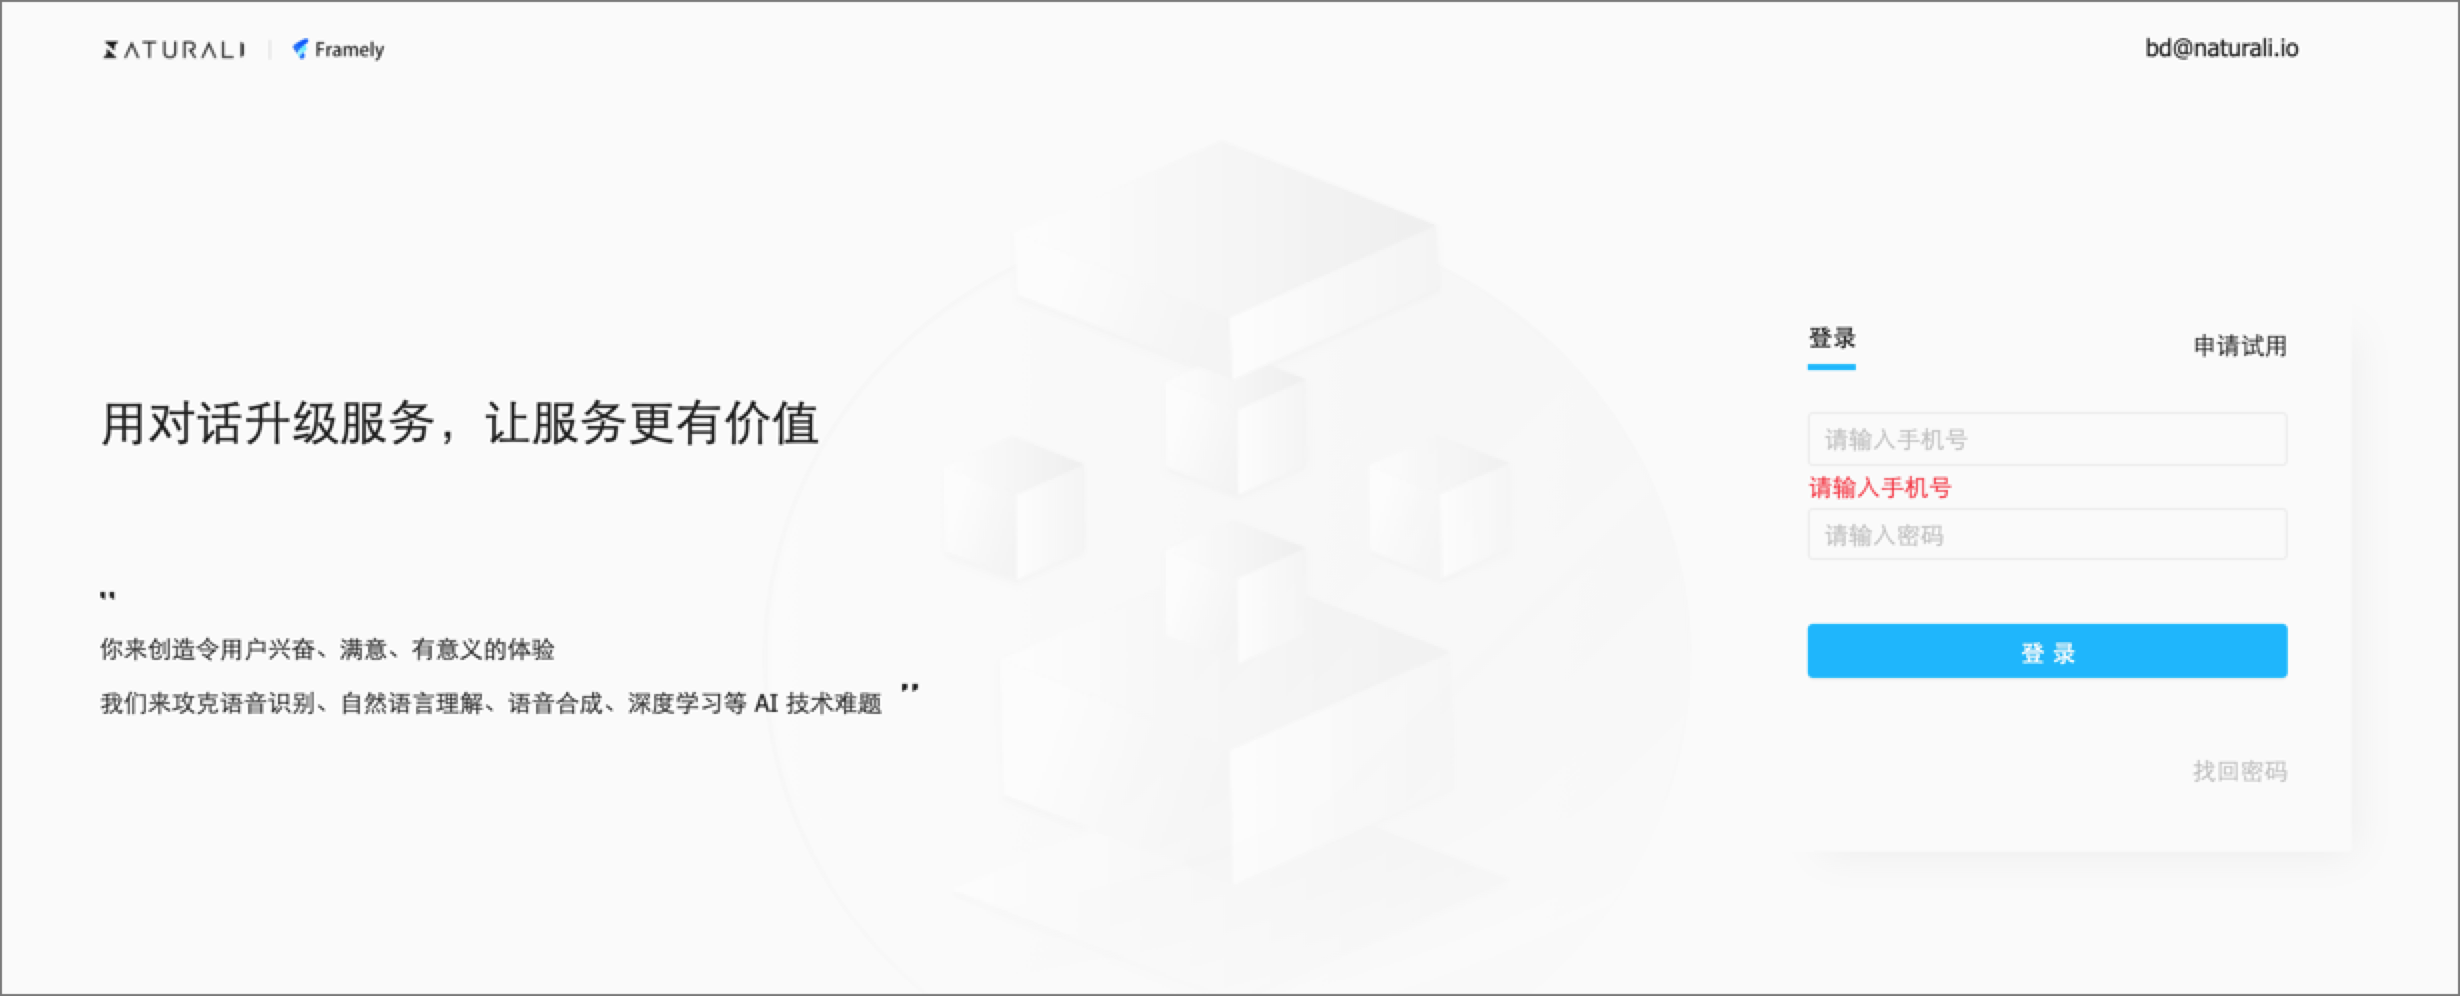 NATURALI | Framely
bd@naturali.io
用对话升级服务，让服务更有价值
"
你来创造令用户兴奋、满意、有意义的体验
我们来攻克语音识别、自然语言理解、语音合成、深度学习等 AI 技术难题 "
登录
申请试用
请输入手机号
请输入手机号
请输入密码
登 录
找回密码